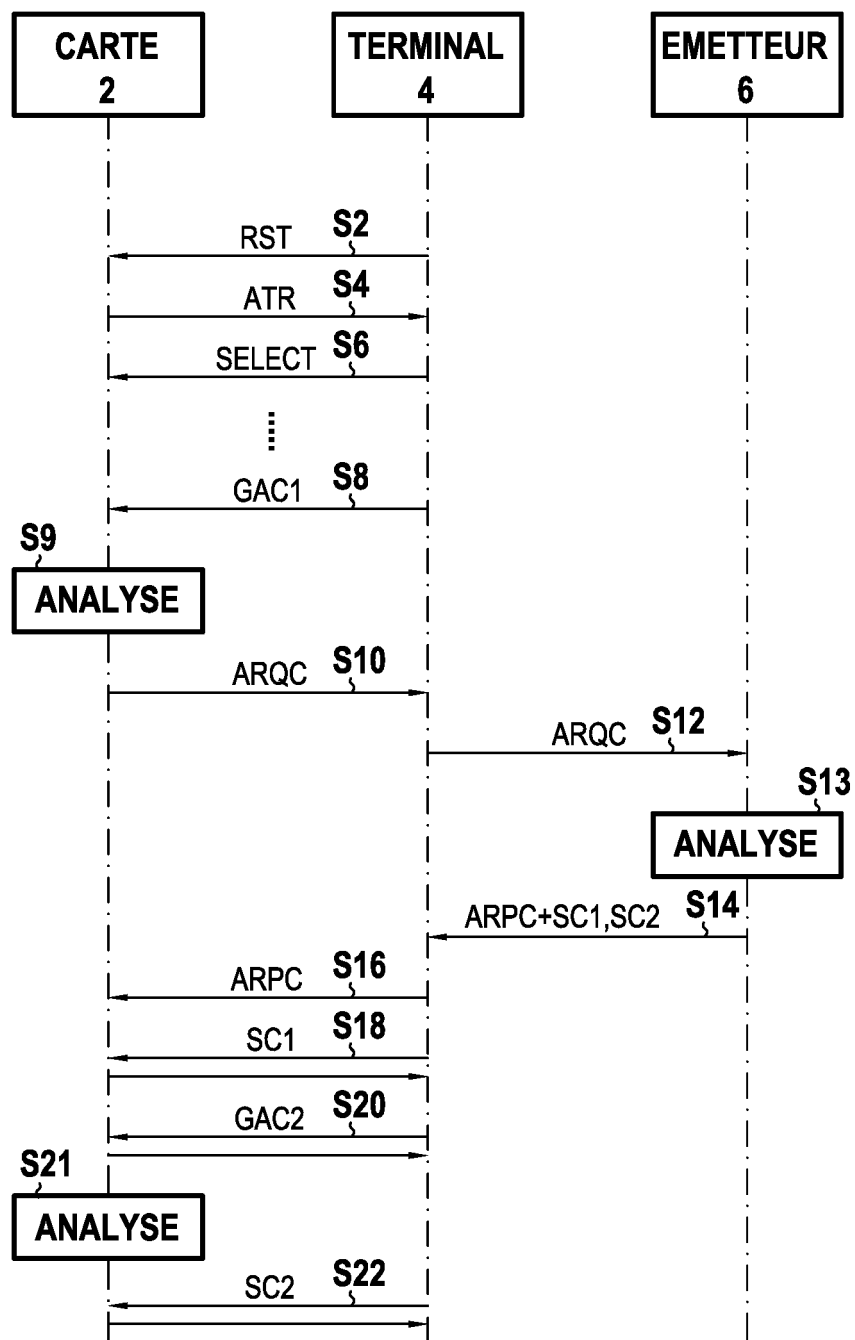 CARTE
2
TERMINAL
4
EMETTEUR
6
RST S2
ATR S4
SELECT S6
GAC1 S8
S9
ANALYSE
ARQC S10
ARQC S12
S13
ANALYSE
ARPC+SC1,SC2 S14
ARPC S16
SC1 S18
GAC2 S20
S21
ANALYSE
SC2 S22